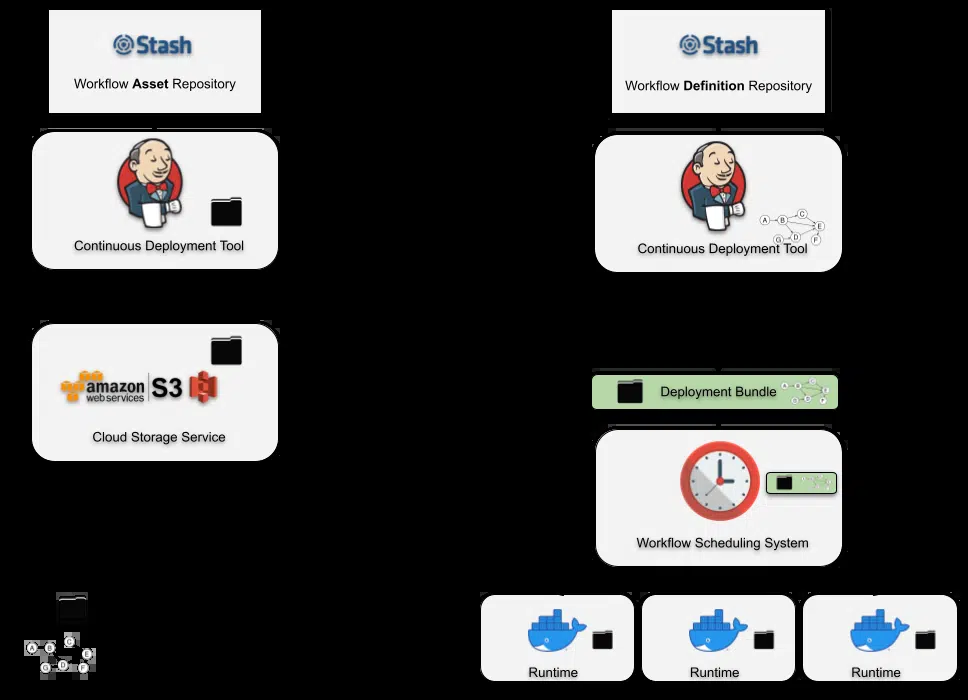 Stash
Workflow Asset Repository
Stash
Workflow Definition Repository
Continuous Deployment Tool
A B C D E F G
Continuous Deployment Tool
amazon
web services
S3
Cloud Storage Service
Deployment Bundle
A B C D E F G
Workflow Scheduling System
A B C D E F G
Runtime
Runtime
Runtime